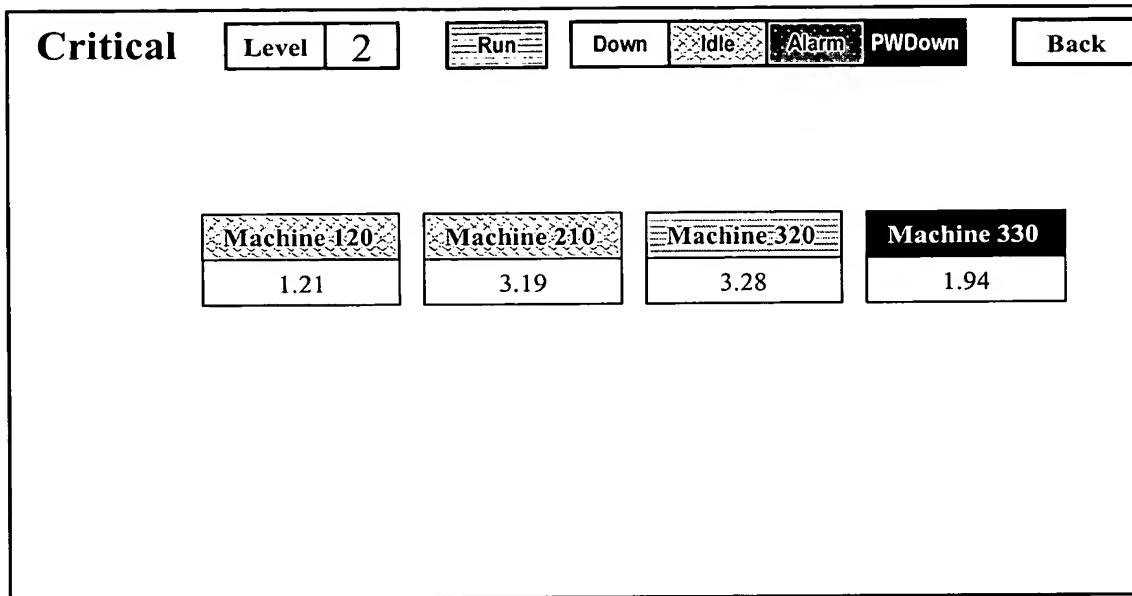 Critical Level 2 Run Down Idle Alarm PWDown Back
Machine 120 Machine 210 Machine 320 Machine 330
1.21 3.19 3.28 1.94